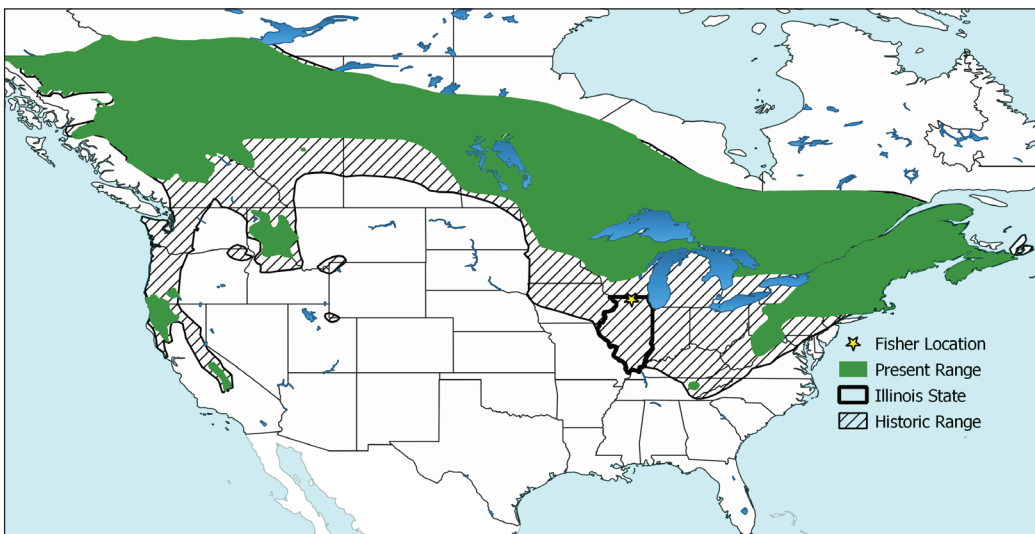 Fisher Location
Present Range
Illinois State
Historic Range